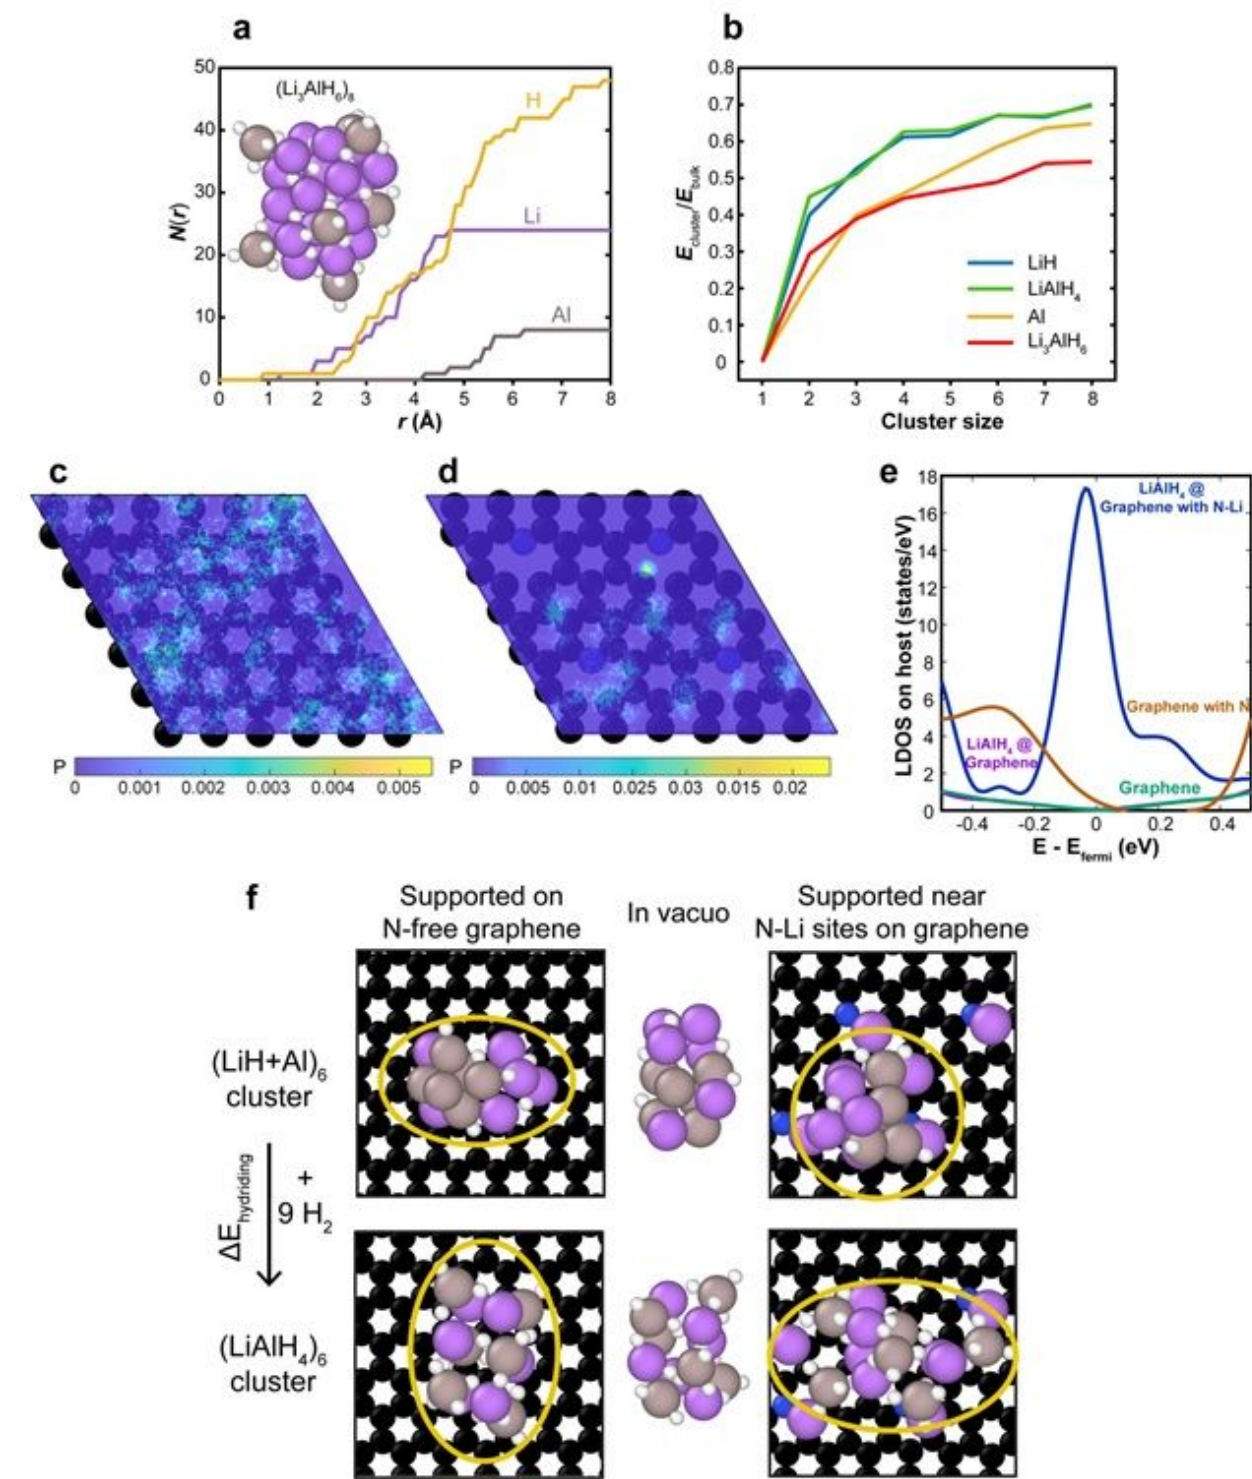 a
50
40
30
20
10
0
N(r)
(Li₃AlH₆)₈
H
Li
Al
0 1 2 3 4 5 6 7 8
r (Å)
b
0.8
0.7
0.6
0.5
0.4
0.3
0.2
0.1
0
E_cluster/E_bulk
LiH
LiAlH₄
Al
Li₃AlH₆
1 2 3 4 5 6 7 8
Cluster size
c
P
0 0.001 0.002 0.003 0.004 0.005
d
P
0 0.005 0.01 0.025 0.03 0.015 0.02
e
18
16
14
12
10
8
6
4
2
0
LDOS on host (states/eV)
LiAlH₄ @
Graphene with N-Li
Graphene with N
LiAlH₄ @
Graphene
Graphene
-0.4 -0.2 0 0.2 0.4
E - E_fermi (eV)
f
Supported on
N-free graphene
In vacuo
Supported near
N-Li sites on graphene
(LiH+Al)₆
cluster
ΔE_hydriding
+
9 H₂
(LiAlH₄)₆
cluster